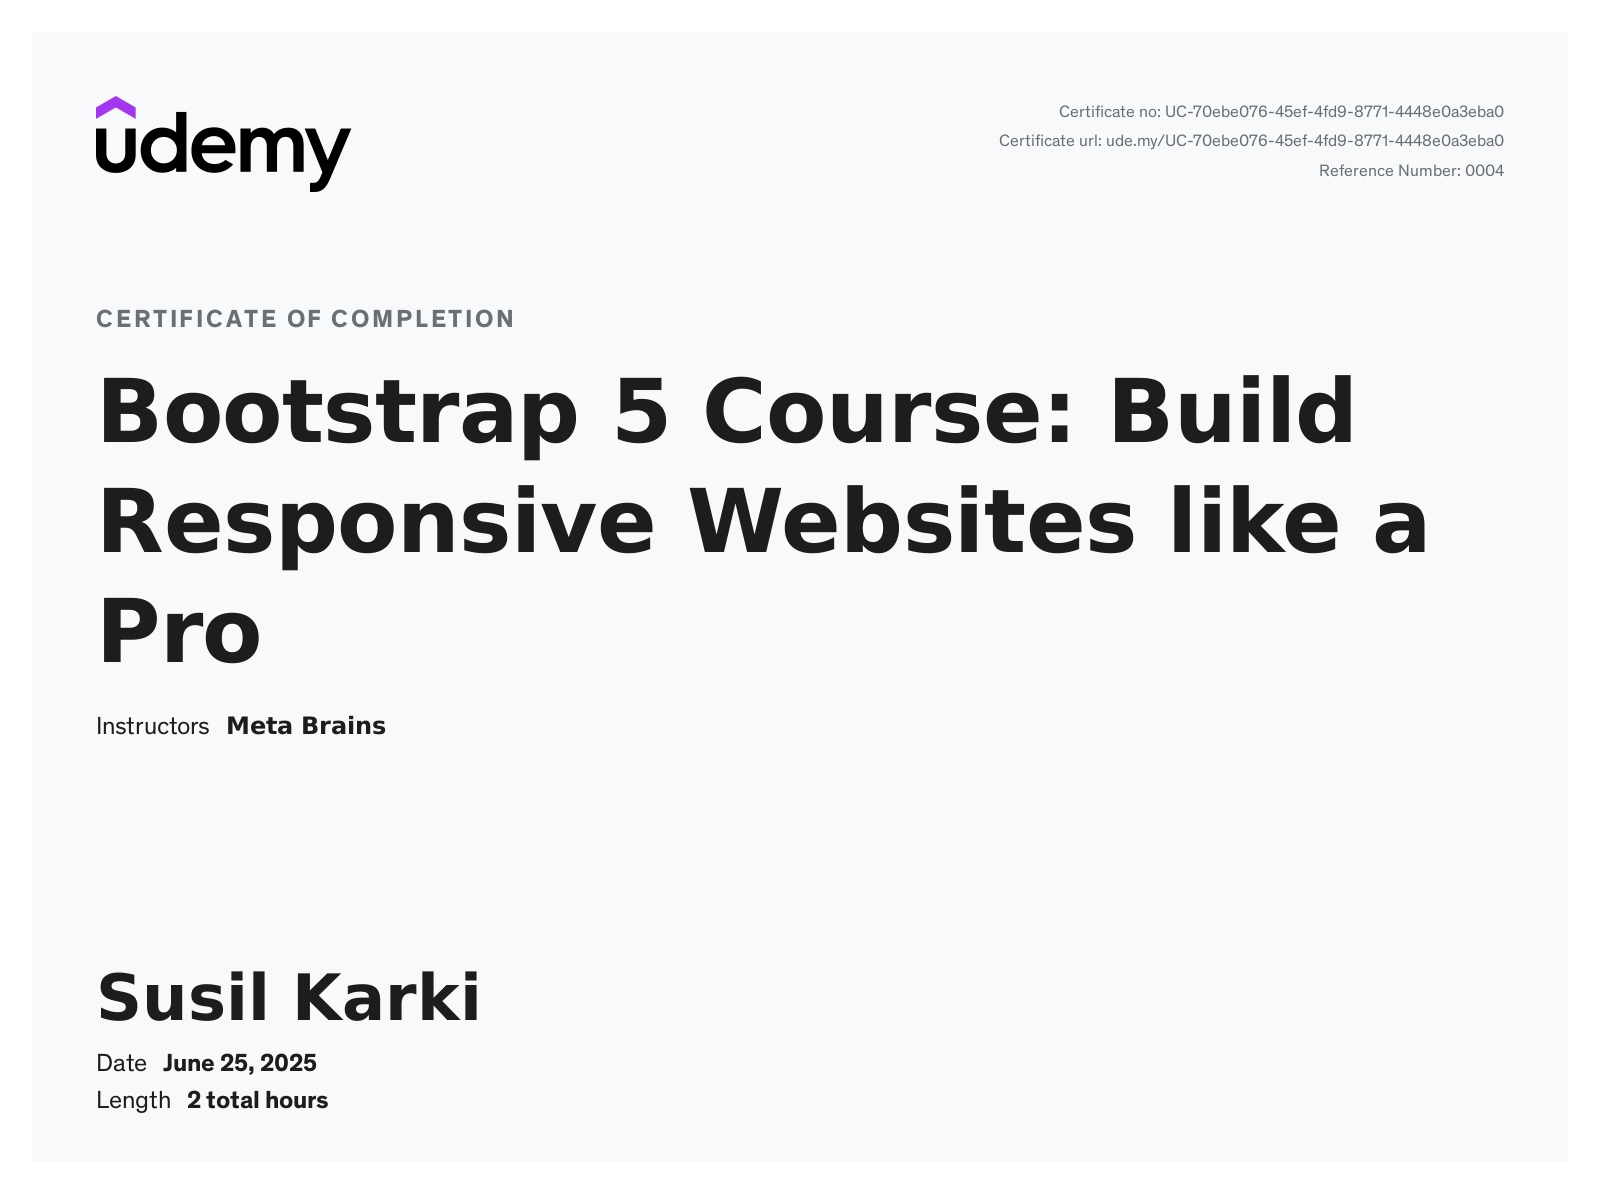 udemy
Certificate no: UC-70ebe076-45ef-4fd9-8771-4448e0a3eba0
Certificate url: ude.my/UC-70ebe076-45ef-4fd9-8771-4448e0a3eba0
Reference Number: 0004
CERTIFICATE OF COMPLETION
Bootstrap 5 Course: Build
Responsive Websites like a
Pro
Instructors Meta Brains
Susil Karki
Date June 25, 2025
Length 2 total hours